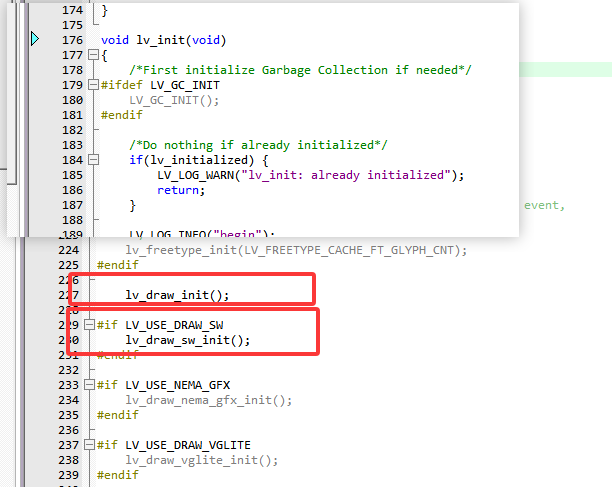 174 }
175
176 void lv_init(void)
177 {
178 /*First initialize Garbage Collection if needed*/
179 #ifdef LV_GC_INIT
180 LV_GC_INIT();
181 #endif
182
183 /*Do nothing if already initialized*/
184 if(lv_initialized) {
185 LV_LOG_WARN("lv_init: already initialized");
186 return;
187 } event,
188
189 LV_LOG_INFO("begin");
224 lv_freetype_init(LV_FREETYPE_CACHE_FT_GLYPH_CNT);
225 #endif
226
227 lv_draw_init();
228
229 #if LV_USE_DRAW_SW
230 lv_draw_sw_init();
231 #endif
232
233 #if LV_USE_NEMA_GFX
234 lv_draw_nema_gfx_init();
235 #endif
236
237 #if LV_USE_DRAW_VGLITE
238 lv_draw_vglite_init();
239 #endif